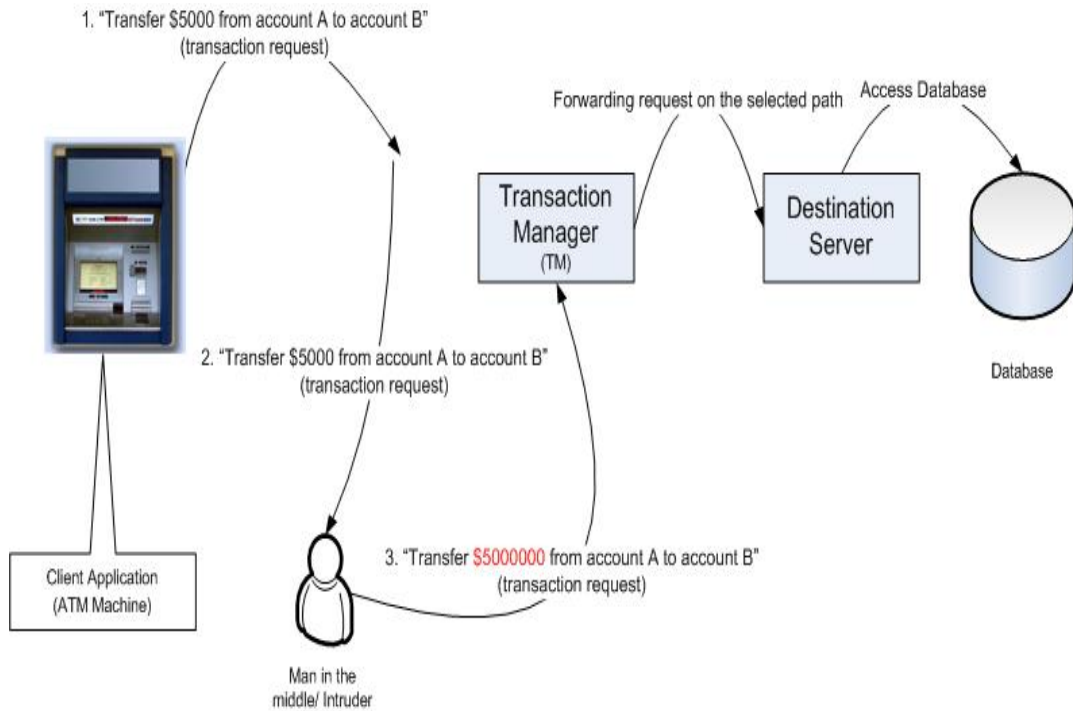 1. “Transfer $5000 from account A to account B”
(transaction request)
Forwarding request on the selected path
Access Database
Transaction
Manager
(TM)
Destination
Server
2. “Transfer $5000 from account A to account B”
(transaction request)
Database
3. “Transfer $5000000 from account A to account B”
(transaction request)
Client Application
(ATM Machine)
Man in the
middle/ Intruder